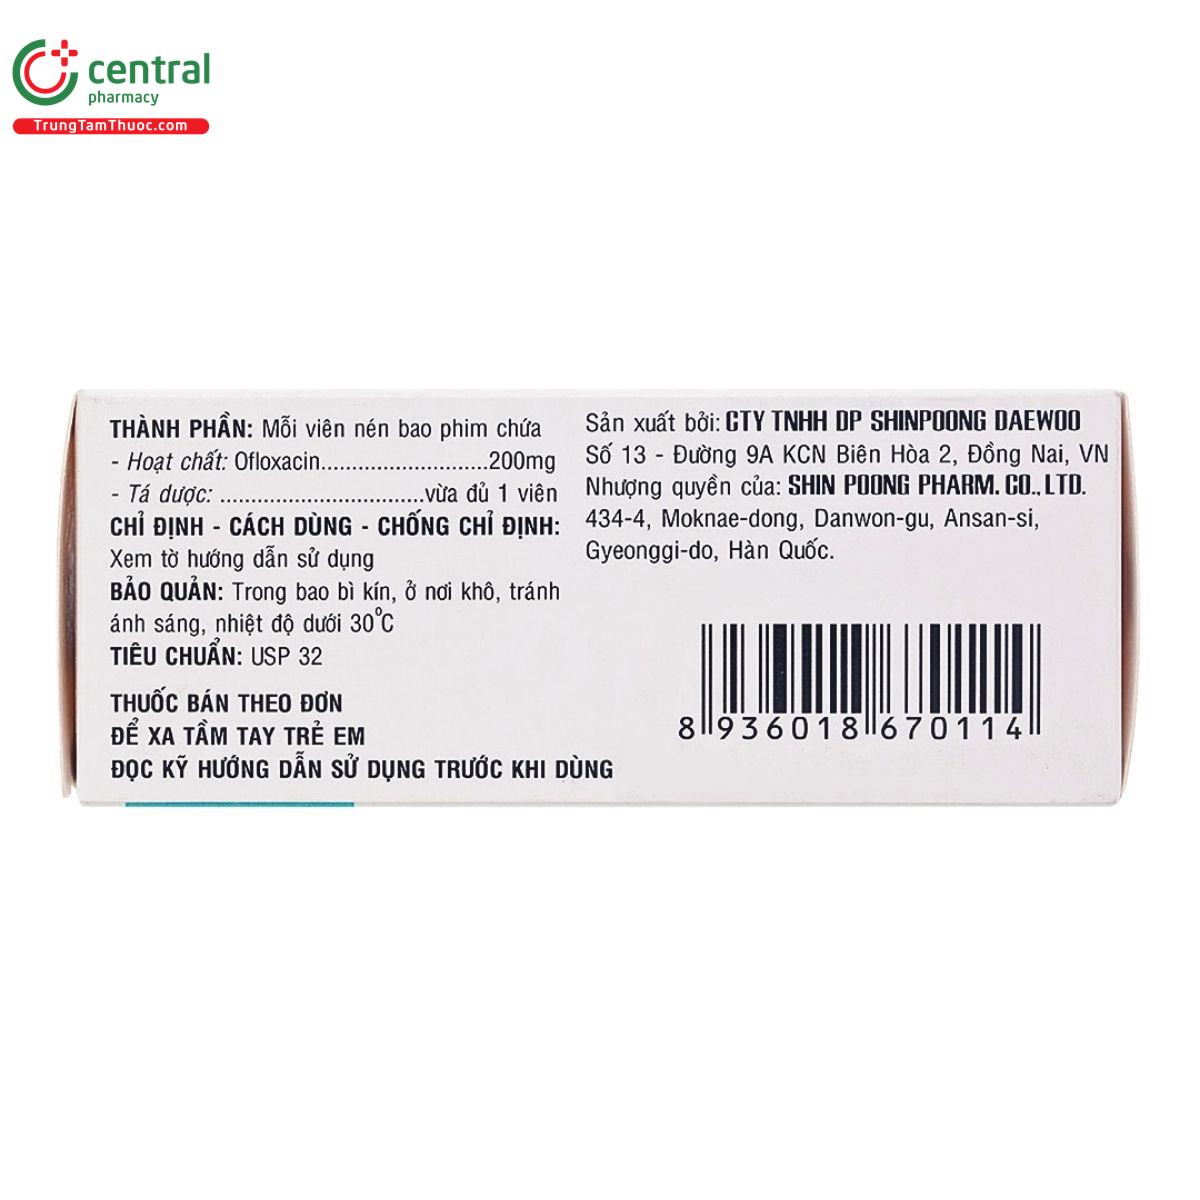 central
pharmacy
TrungTamThuoc.com
THÀNH PHẦN: Mỗi viên nén bao phim chứa
- Hoạt chất: Ofloxacin...........................200mg
- Tá dược: .................................vừa đủ 1 viên
CHỈ ĐỊNH - CÁCH DÙNG - CHỐNG CHỈ ĐỊNH:
Xem tờ hướng dẫn sử dụng
BẢO QUẢN: Trong bao bì kín, ở nơi khô, tránh
ánh sáng, nhiệt độ dưới 30°C
TIÊU CHUẨN: USP 32
THUỐC BÁN THEO ĐƠN
ĐỂ XA TẦM TAY TRẺ EM
ĐỌC KỸ HƯỚNG DẪN SỬ DỤNG TRƯỚC KHI DÙNG
Sản xuất bởi: CTY TNHH DP SHINPOONG DAEWOO
Số 13 - Đường 9A KCN Biên Hòa 2, Đồng Nai, VN
Nhượng quyền của: SHIN POONG PHARM. CO., LTD.
434-4, Moknae-dong, Danwon-gu, Ansan-si,
Gyeonggi-do, Hàn Quốc.
8 936018 670114